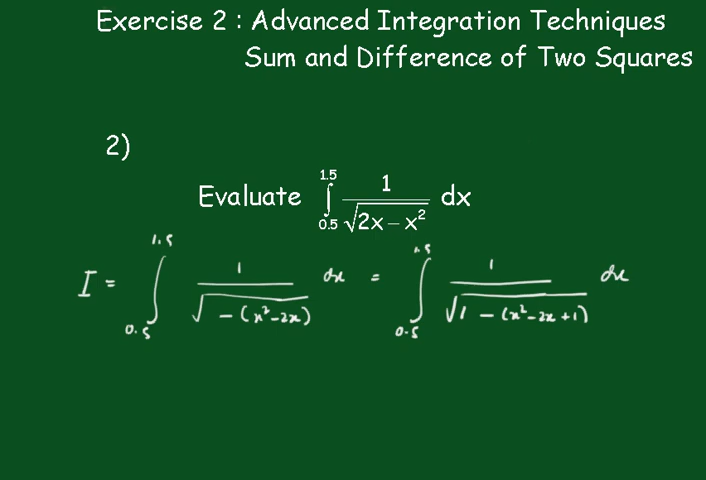 Exercise 2 : Advanced Integration Techniques
Sum and Difference of Two Squares
2)
Evaluate ∫_{0.5}^{1.5} 1/√(2x – x²) dx
I = ∫_{0.5}^{1.5} 1/√(-(x²-2x)) dx = ∫_{0.5}^{1.5} 1/√(1 - (x²-2x+1)) dx